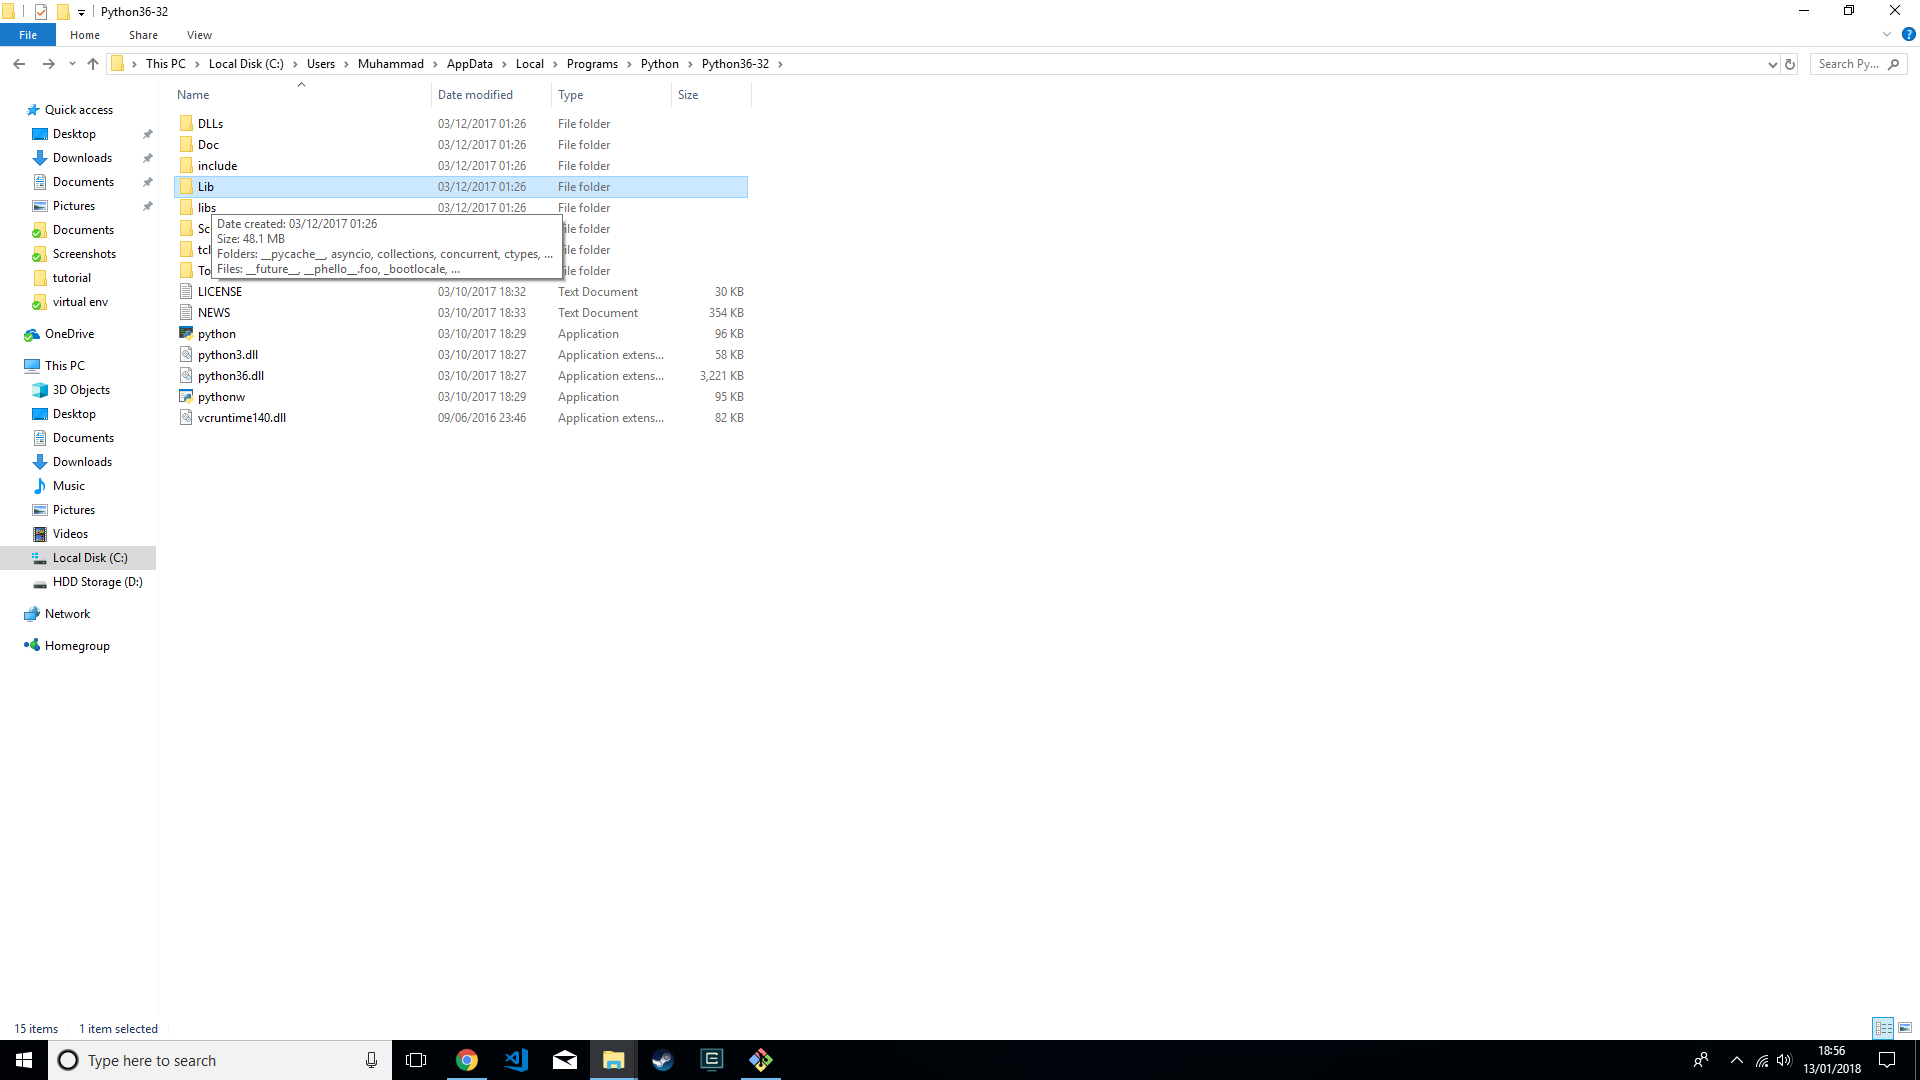 Python36-32
File Home Share View
This PC Local Disk (C:) Users Muhammad AppData Local Programs Python Python36-32 Search Py...
Name Date modified Type Size
Quick access
Desktop
Downloads
Documents
Pictures
Documents
Screenshots
tutorial
virtual env
OneDrive
This PC
3D Objects
Desktop
Documents
Downloads
Music
Pictures
Videos
Local Disk (C:)
HDD Storage (D:)
Network
Homegroup
DLLs 03/12/2017 01:26 File folder
Doc 03/12/2017 01:26 File folder
include 03/12/2017 01:26 File folder
Lib 03/12/2017 01:26 File folder
libs 03/12/2017 01:26 File folder
Sc ile folder
tcl ile folder
To ile folder
Date created: 03/12/2017 01:26
Size: 48.1 MB
Folders: __pycache__, asyncio, collections, concurrent, ctypes, ...
Files: __future__, __phello__.foo, _bootlocale, ...
LICENSE 03/10/2017 18:32 Text Document 30 KB
NEWS 03/10/2017 18:33 Text Document 354 KB
python 03/10/2017 18:29 Application 96 KB
python3.dll 03/10/2017 18:27 Application extens... 58 KB
python36.dll 03/10/2017 18:27 Application extens... 3,221 KB
pythonw 03/10/2017 18:29 Application 95 KB
vcruntime140.dll 09/06/2016 23:46 Application extens... 82 KB
15 items 1 item selected
Type here to search
18:56
13/01/2018